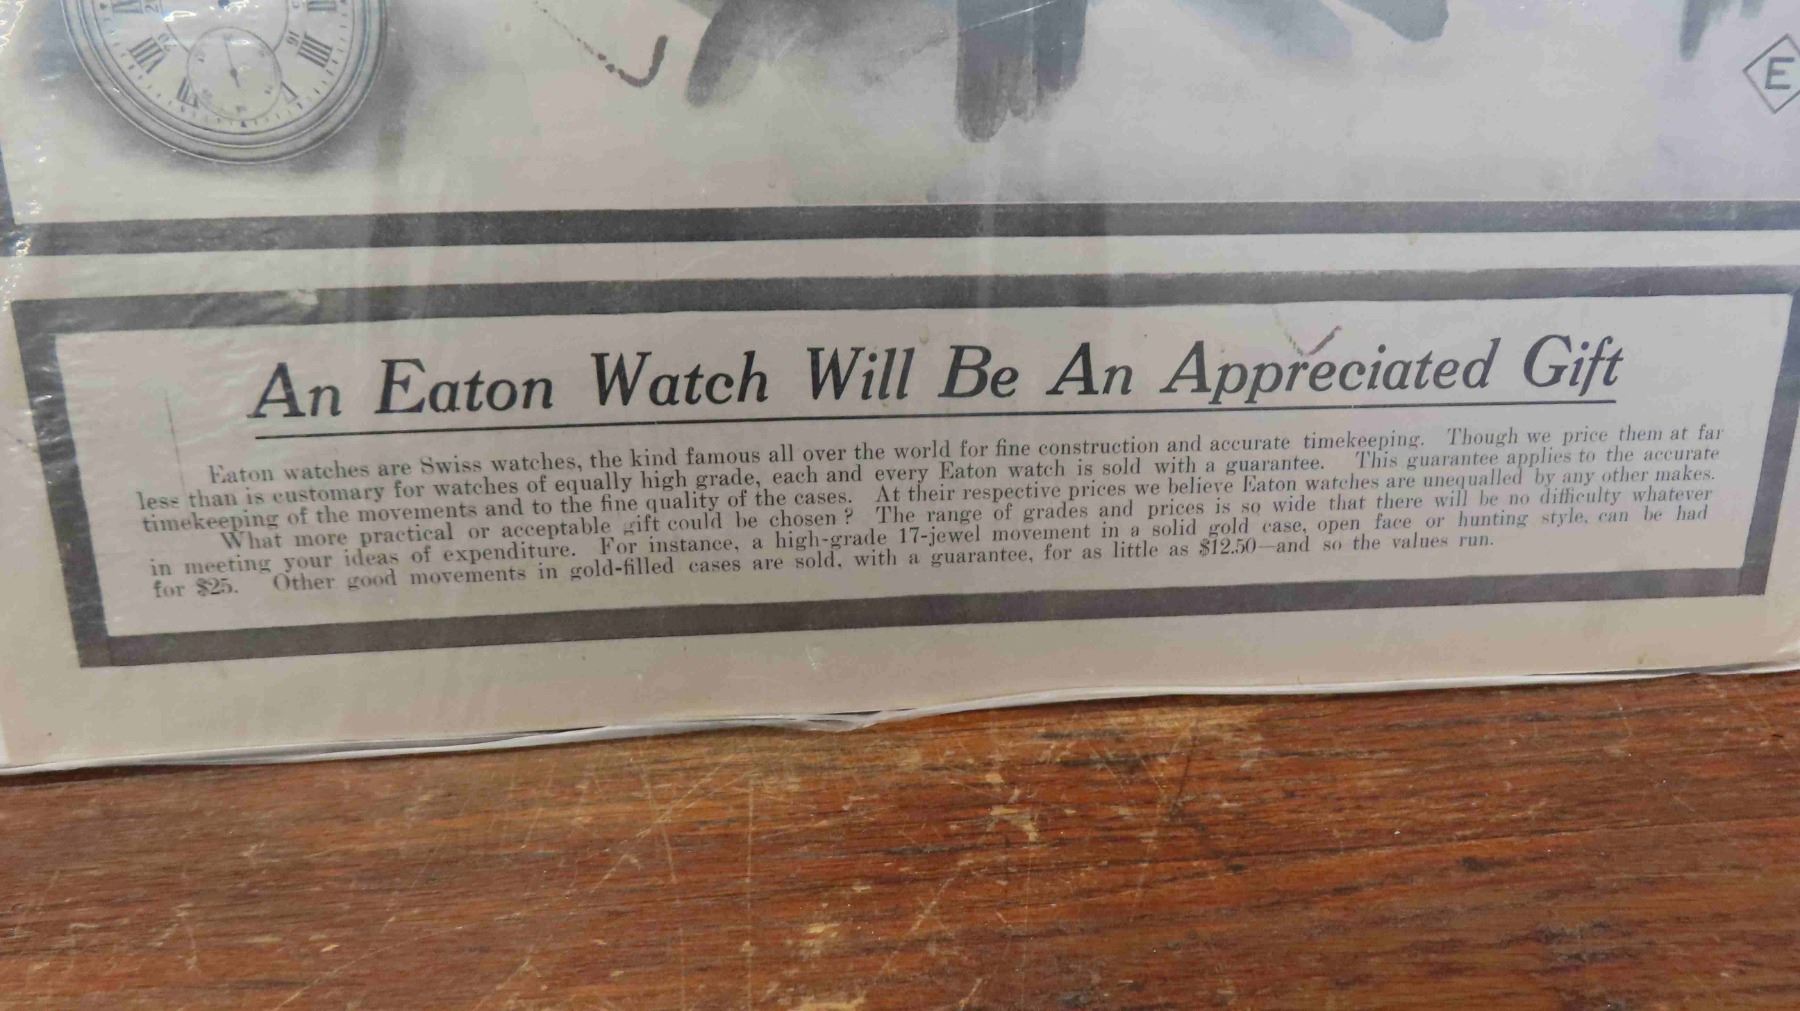 E
An Eaton Watch Will Be An Appreciated Gift
Eaton watches are Swiss watches, the kind famous all over the world for fine construction and accurate timekeeping. Though we price them at far
less than is customary for watches of equally high grade, each and every Eaton watch is sold with a guarantee. This guarantee applies to the accurate
timekeeping of the movements and to the fine quality of the cases. At their respective prices we believe Eaton watches are unequalled by any other makes.
What more practical or acceptable gift could be chosen? The range of grades and prices is so wide that there will be no difficulty whatever
in meeting your ideas of expenditure. For instance, a high-grade 17-jewel movement in a solid gold case, open face or hunting style, can be had
for $25. Other good movements in gold-filled cases are sold, with a guarantee, for as little as $12.50—and so the values run.